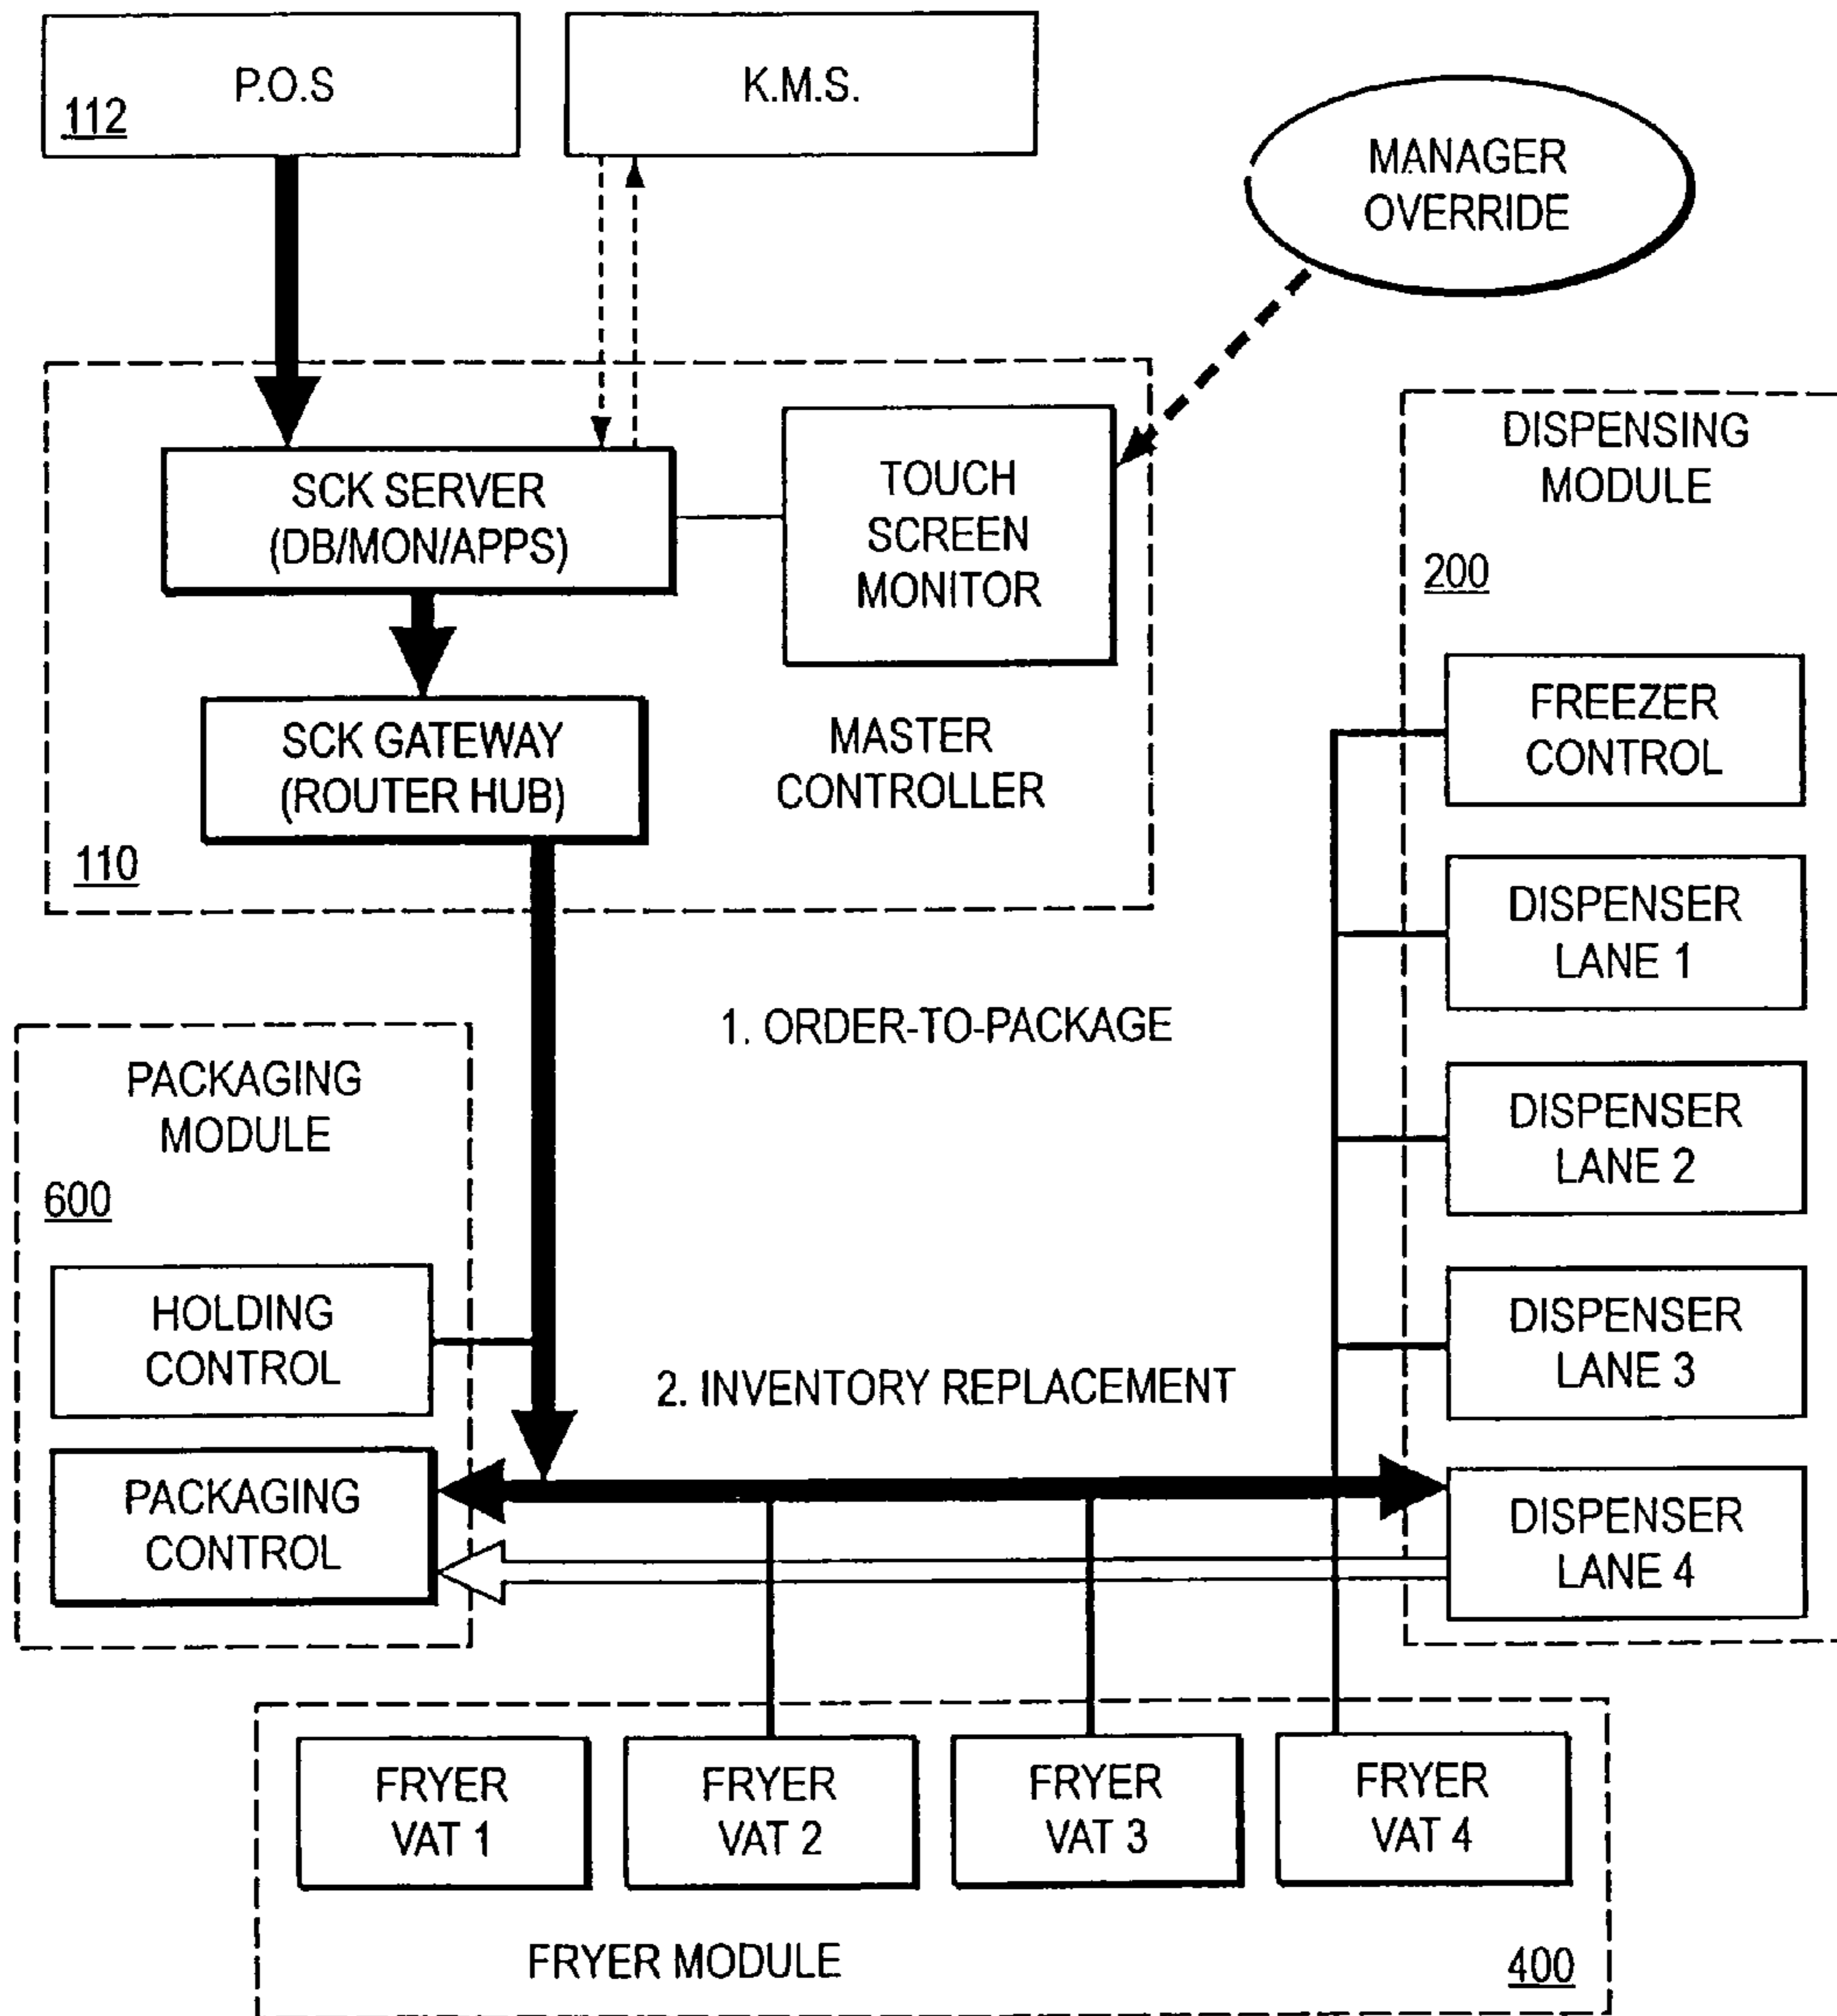 P.O.S
112
K.M.S.
MANAGER
OVERRIDE
SCK SERVER
(DB/MON/APPS)
TOUCH
SCREEN
MONITOR
SCK GATEWAY
(ROUTER HUB)
MASTER
CONTROLLER
110
DISPENSING
MODULE
200
FREEZER
CONTROL
DISPENSER
LANE 1
DISPENSER
LANE 2
DISPENSER
LANE 3
DISPENSER
LANE 4
1. ORDER-TO-PACKAGE
2. INVENTORY REPLACEMENT
PACKAGING
MODULE
600
HOLDING
CONTROL
PACKAGING
CONTROL
FRYER
VAT 1
FRYER
VAT 2
FRYER
VAT 3
FRYER
VAT 4
FRYER MODULE
400